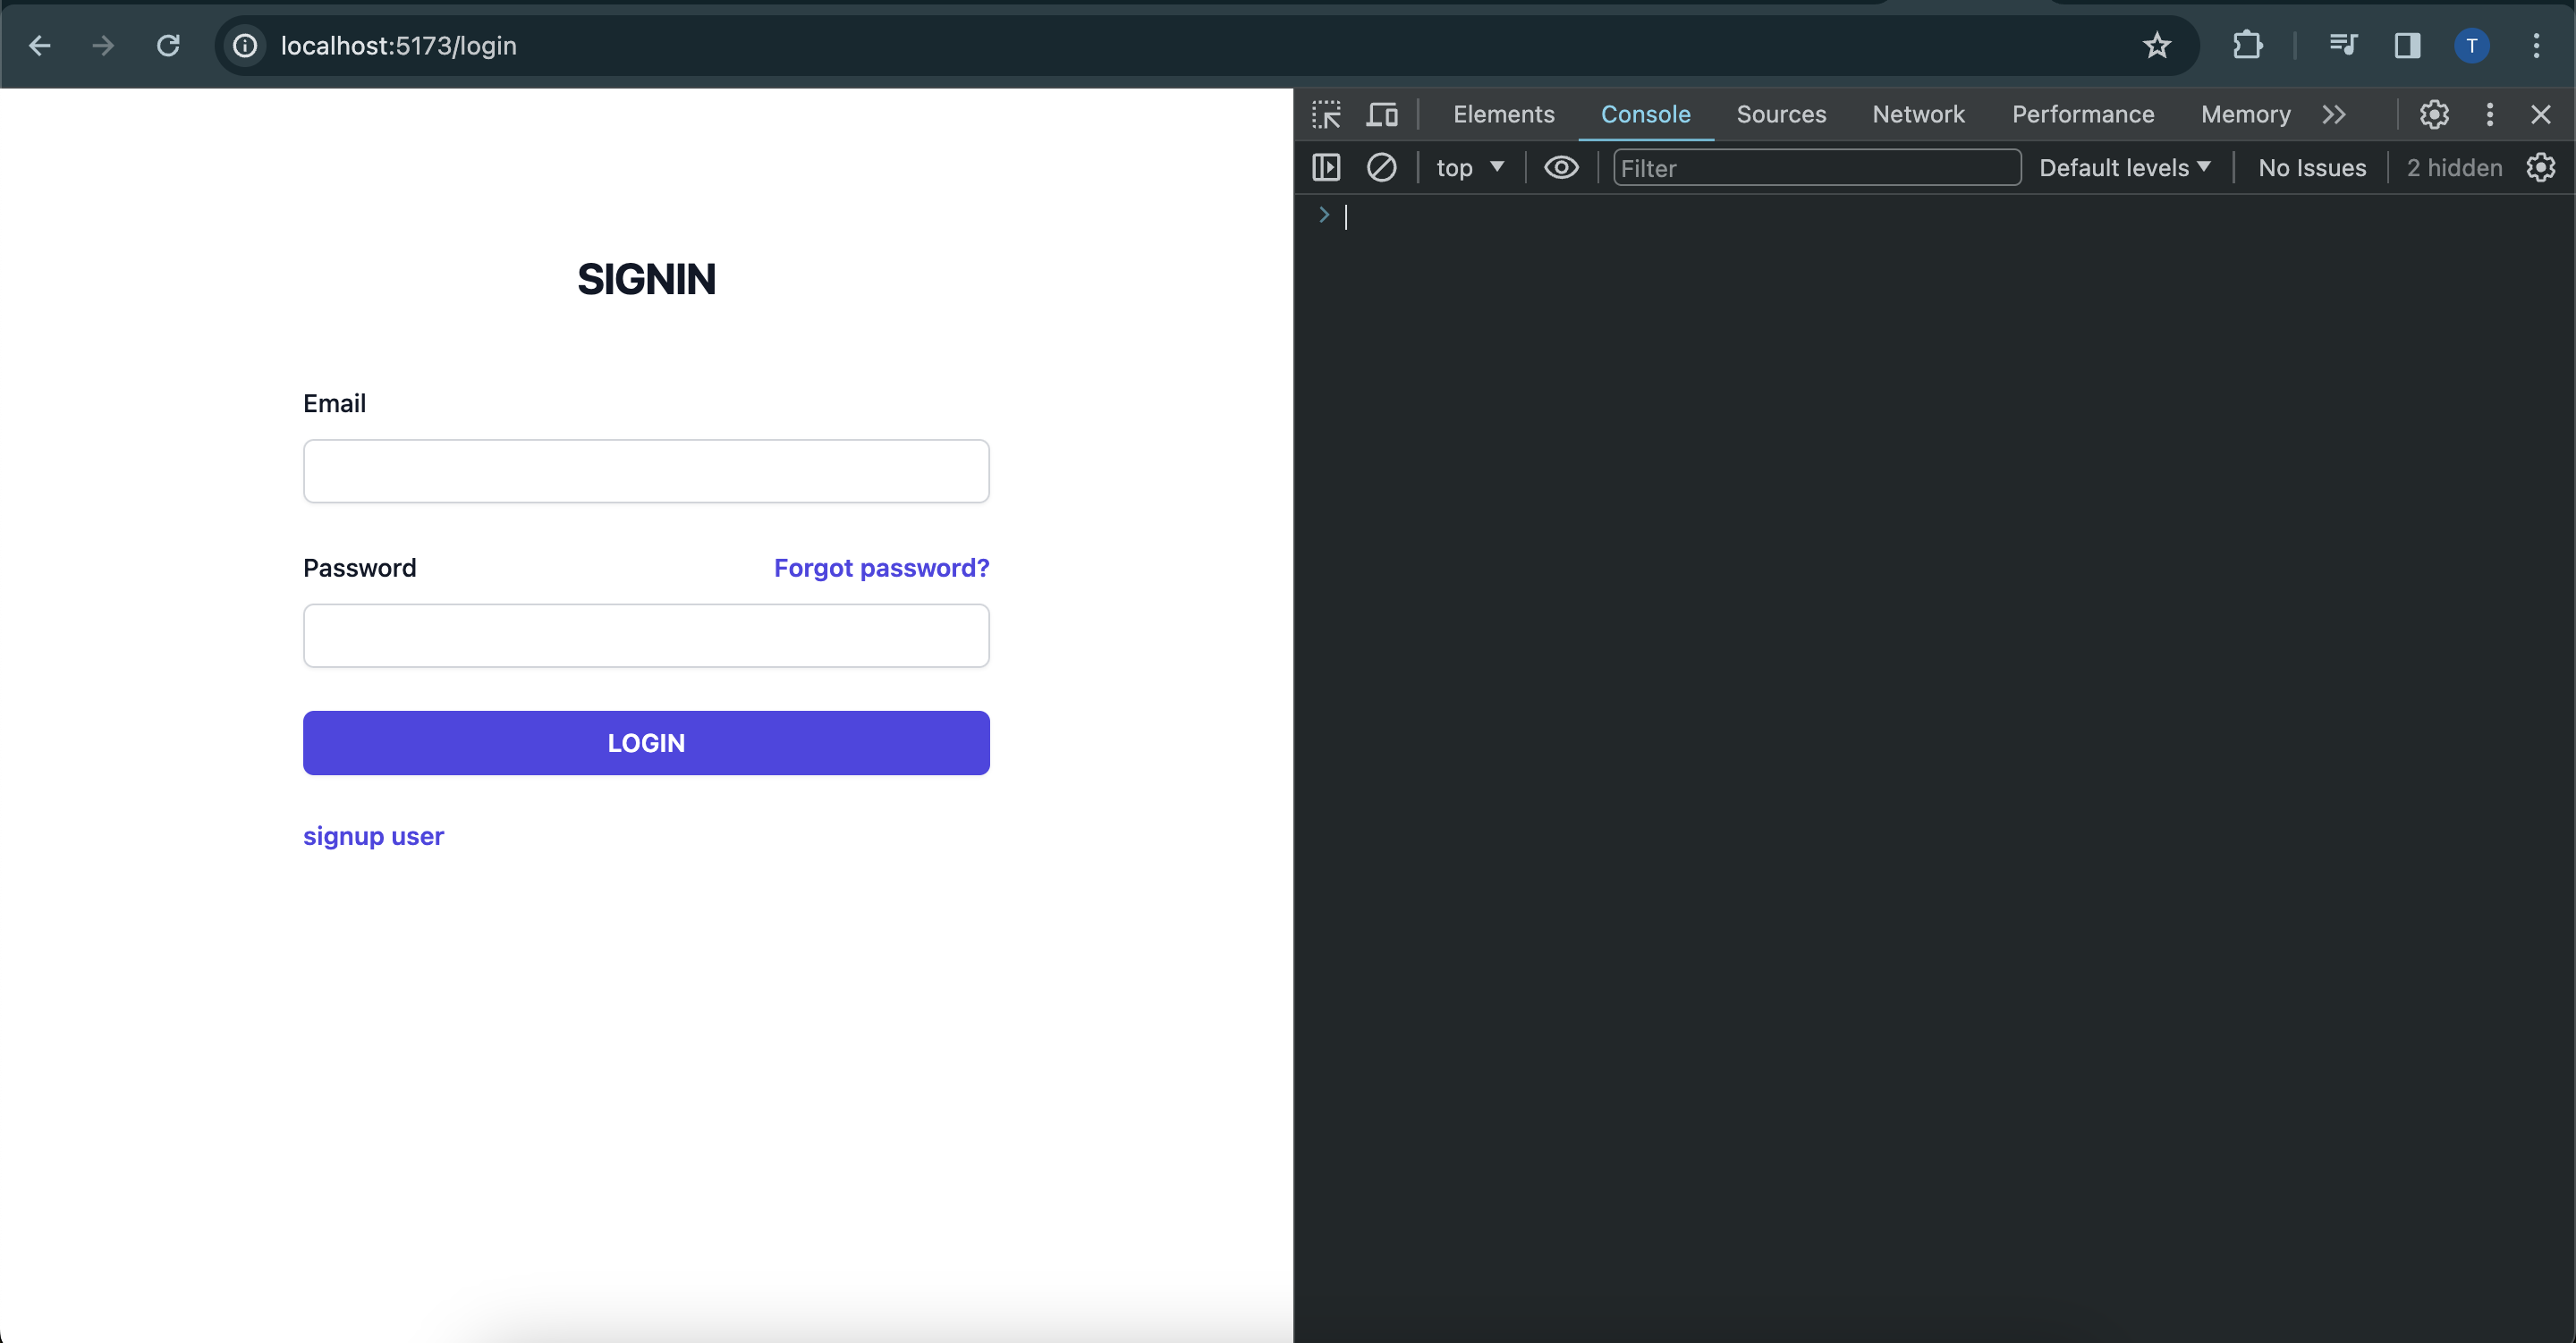 localhost:5173/login
T
Elements Console Sources Network Performance Memory
top Filter Default levels No Issues 2 hidden
SIGNIN
Email
Password Forgot password?
LOGIN
signup user